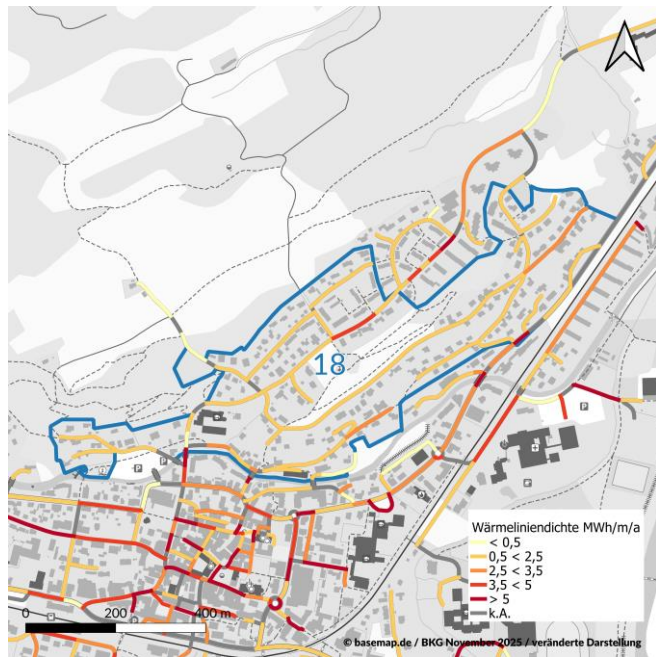 18
P
P
P
P
Wärmeliniendichte MWh/m/a
< 0,5
0,5 < 2,5
2,5 < 3,5
3,5 < 5
> 5
k.A.
0 200 400 m
© basemap.de / BKG November 2025 / veränderte Darstellung